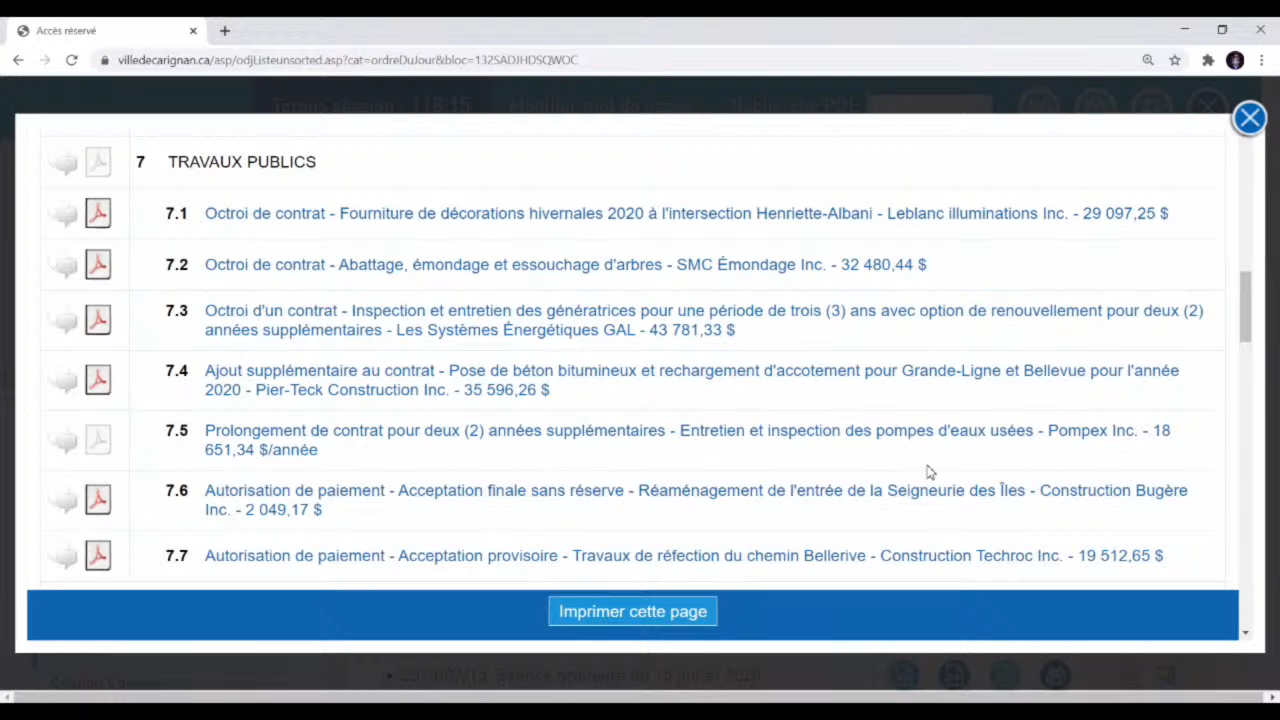 Accès réservé
villedecarignan.ca/asp/odjListeunsorted.asp?cat=ordreDuJour&bloc=132SADJHD$QWOC
7 TRAVAUX PUBLICS
7.1 Octroi de contrat - Fourniture de décorations hivernales 2020 à l'intersection Henriette-Albani - Leblanc illuminations Inc. - 29 097,25 $
7.2 Octroi de contrat - Abattage, émondage et essouchage d'arbres - SMC Émondage Inc. - 32 480,44 $
7.3 Octroi d'un contrat - Inspection et entretien des génératrices pour une période de trois (3) ans avec option de renouvellement pour deux (2)
années supplémentaires - Les Systèmes Énergétiques GAL - 43 781,33 $
7.4 Ajout supplémentaire au contrat - Pose de béton bitumineux et rechargement d'accotement pour Grande-Ligne et Bellevue pour l'année
2020 - Pier-Teck Construction Inc. - 35 596,26 $
7.5 Prolongement de contrat pour deux (2) années supplémentaires - Entretien et inspection des pompes d'eaux usées - Pompex Inc. - 18
651,34 $/année
7.6 Autorisation de paiement - Acceptation finale sans réserve - Réaménagement de l'entrée de la Seigneurie des Îles - Construction Bugère
Inc. - 2 049,17 $
7.7 Autorisation de paiement - Acceptation provisoire - Travaux de réfection du chemin Bellerive - Construction Techroc Inc. - 19 512,65 $
Imprimer cette page